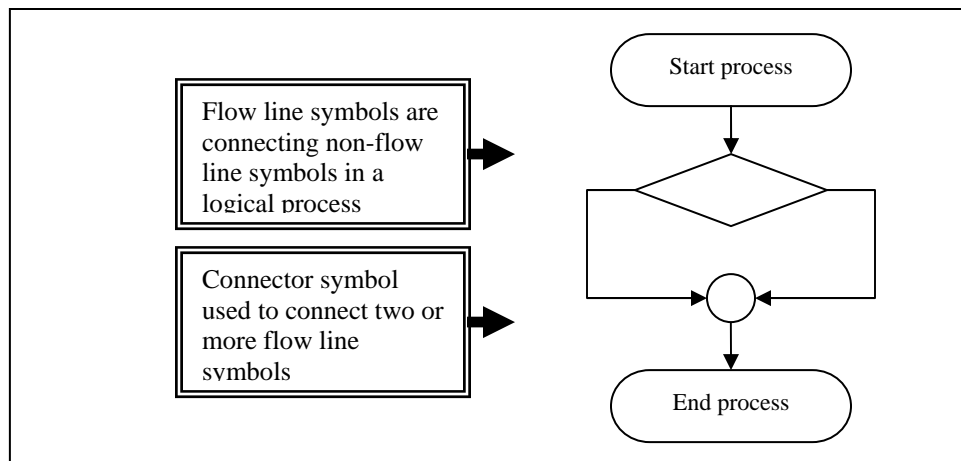 Start process
Flow line symbols are
connecting non-flow
line symbols in a
logical process
Connector symbol
used to connect two or
more flow line
symbols
End process